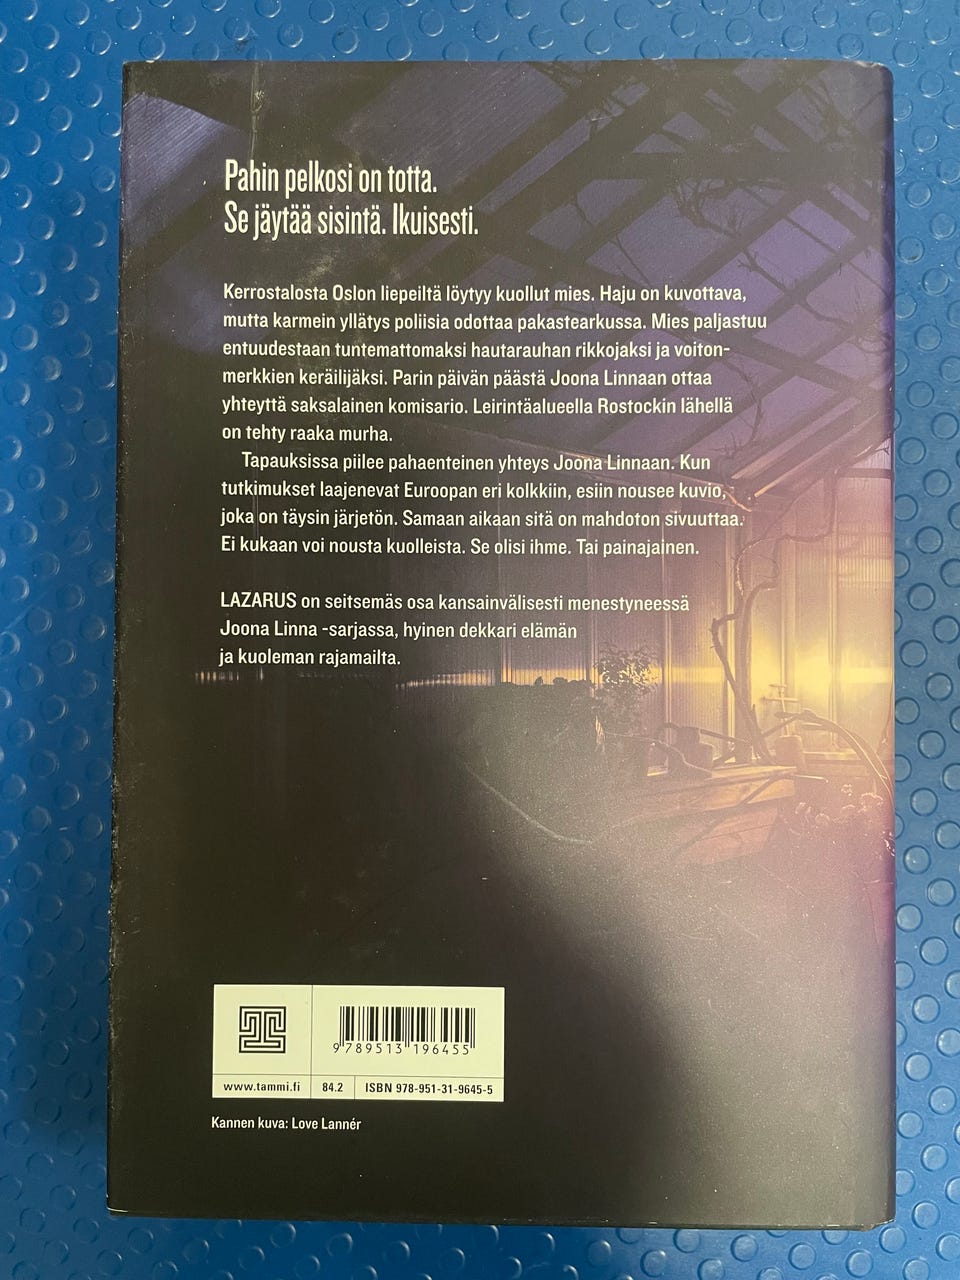 Pahin pelkosi on totta.
Se jäytää sisintä. Ikuisesti.
Kerrostalosta Oslon liepeiltä löytyy kuollut mies. Haju on kuvottava,
mutta karmein yllätys poliisia odottaa pakastearkussa. Mies paljastuu
entuudestaan tuntemattomaksi hautarauhan rikkojaksi ja voiton-
merkkien keräilijäksi. Parin päivän päästä Joona Linnaan ottaa
yhteyttä saksalainen komisario. Leirintäalueella Rostockin lähellä
on tehty raaka murha.
Tapauksissa piilee pahaenteinen yhteys Joona Linnaan. Kun
tutkimukset laajenevat Euroopan eri kolkkiin, esiin nousee kuvio,
joka on täysin järjetön. Samaan aikaan sitä on mahdoton sivuuttaa.
Ei kukaan voi nousta kuolleista. Se olisi ihme. Tai painajainen.
LAZARUS on seitsemäs osa kansainvälisesti menestyneessä
Joona Linna -sarjassa, hyinen dekkari elämän
ja kuoleman rajamailta.
9 789513 196455
www.tammi.fi 84.2 ISBN 978-951-31-9645-5
Kannen kuva: Love Lannér